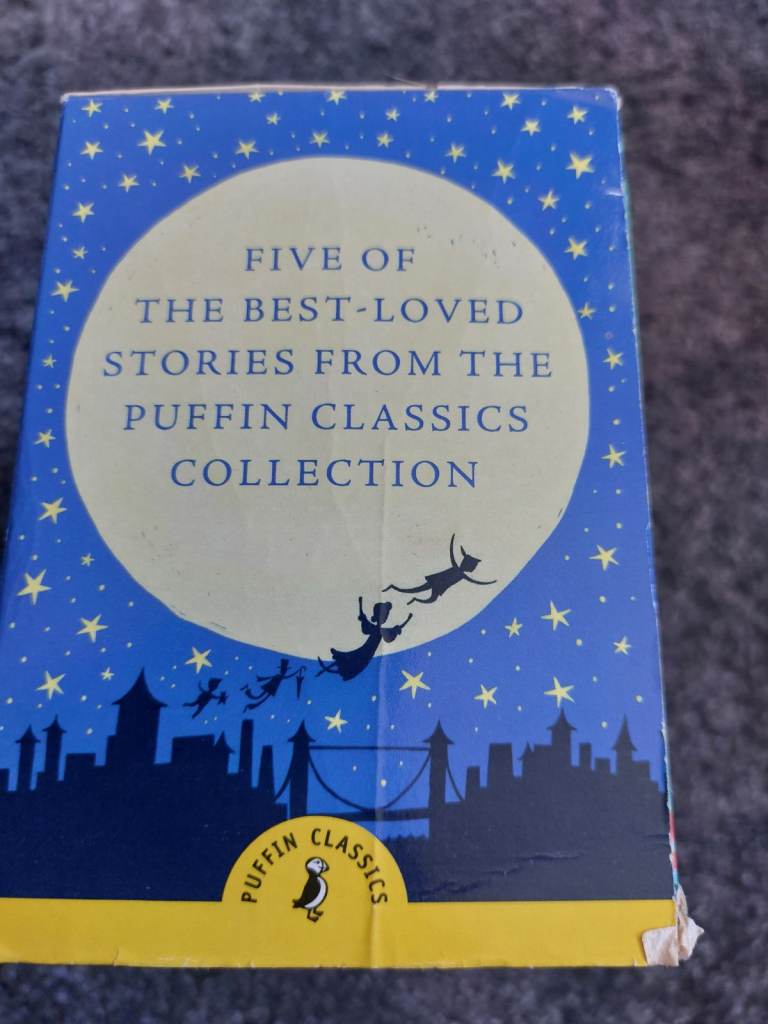 FIVE OF
THE BEST-LOVED
STORIES FROM THE
PUFFIN CLASSICS
COLLECTION
PUFFIN CLASSICS